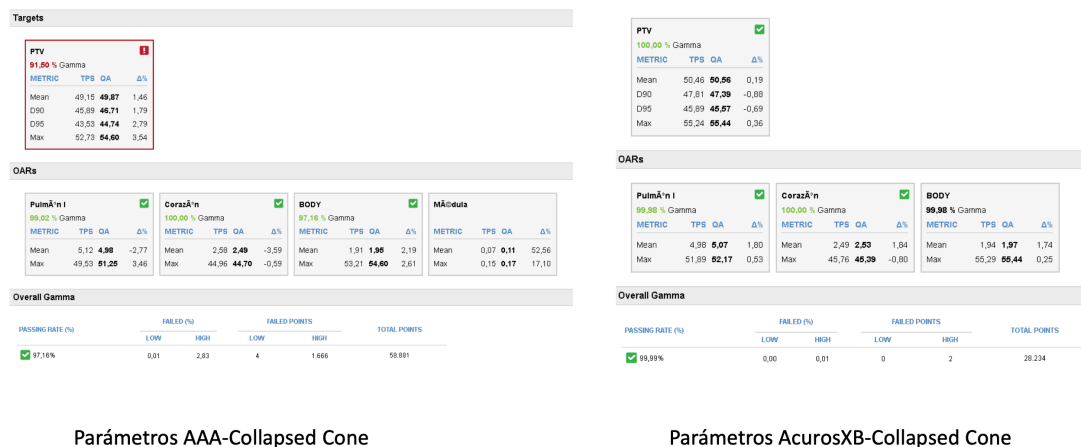 Targets
PTV
91,50 % Gamma
METRIC TPS QA Δ%
Mean 49,15 49,87 1,46
D90 45,89 46,71 1,79
D95 43,53 44,74 2,79
Max 52,73 54,60 3,54
OARs
PulmÃ³n I
99,02 % Gamma
METRIC TPS QA Δ%
Mean 5,12 4,98 -2,77
Max 49,53 51,25 3,46
CorazÃ³n
100,00 % Gamma
METRIC TPS QA Δ%
Mean 2,58 2,49 -3,59
Max 44,96 44,70 -0,59
BODY
97,16 % Gamma
METRIC TPS QA Δ%
Mean 1,91 1,95 2,19
Max 53,21 54,60 2,61
MÃ©dula
METRIC TPS QA Δ%
Mean 0,07 0,11 52,56
Max 0,15 0,17 17,10
Overall Gamma
PASSING RATE (%) FAILED (%) FAILED POINTS TOTAL POINTS
LOW HIGH LOW HIGH
97,16% 0,01 2,83 4 1.666 58.881
Parámetros AAA-Collapsed Cone
PTV
100,00 % Gamma
METRIC TPS QA Δ%
Mean 50,46 50,56 0,19
D90 47,81 47,39 -0,88
D95 45,89 45,57 -0,69
Max 55,24 55,44 0,36
OARs
PulmÃ³n I
99,98 % Gamma
METRIC TPS QA Δ%
Mean 4,98 5,07 1,80
Max 51,89 52,17 0,53
CorazÃ³n
100,00 % Gamma
METRIC TPS QA Δ%
Mean 2,49 2,53 1,84
Max 45,76 45,39 -0,80
BODY
99,98 % Gamma
METRIC TPS QA Δ%
Mean 1,94 1,97 1,74
Max 55,29 55,44 0,25
Overall Gamma
PASSING RATE (%) FAILED (%) FAILED POINTS TOTAL POINTS
LOW HIGH LOW HIGH
99,99% 0,00 0,01 0 2 28.234
Parámetros AcurosXB-Collapsed Cone